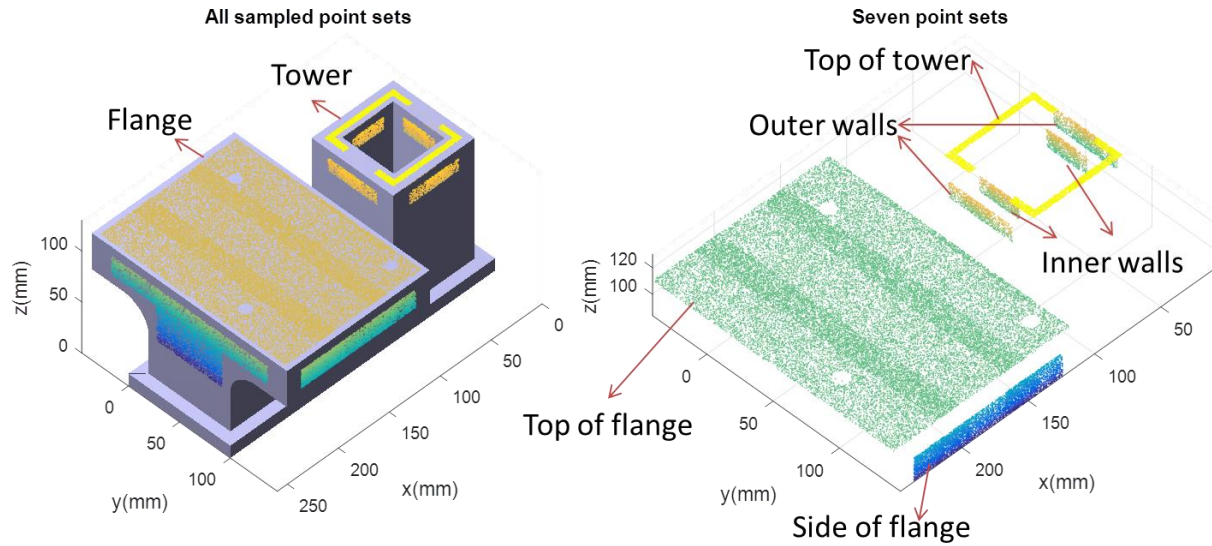 All sampled point sets
Tower
Flange
100
50
0
z(mm)
0
50
100
y(mm)
0
50
100
150
200
250
x(mm)
Seven point sets
Top of tower
Outer walls
Inner walls
120
100
z(mm)
0
50
100
y(mm)
50
100
150
200
x(mm)
Top of flange
Side of flange